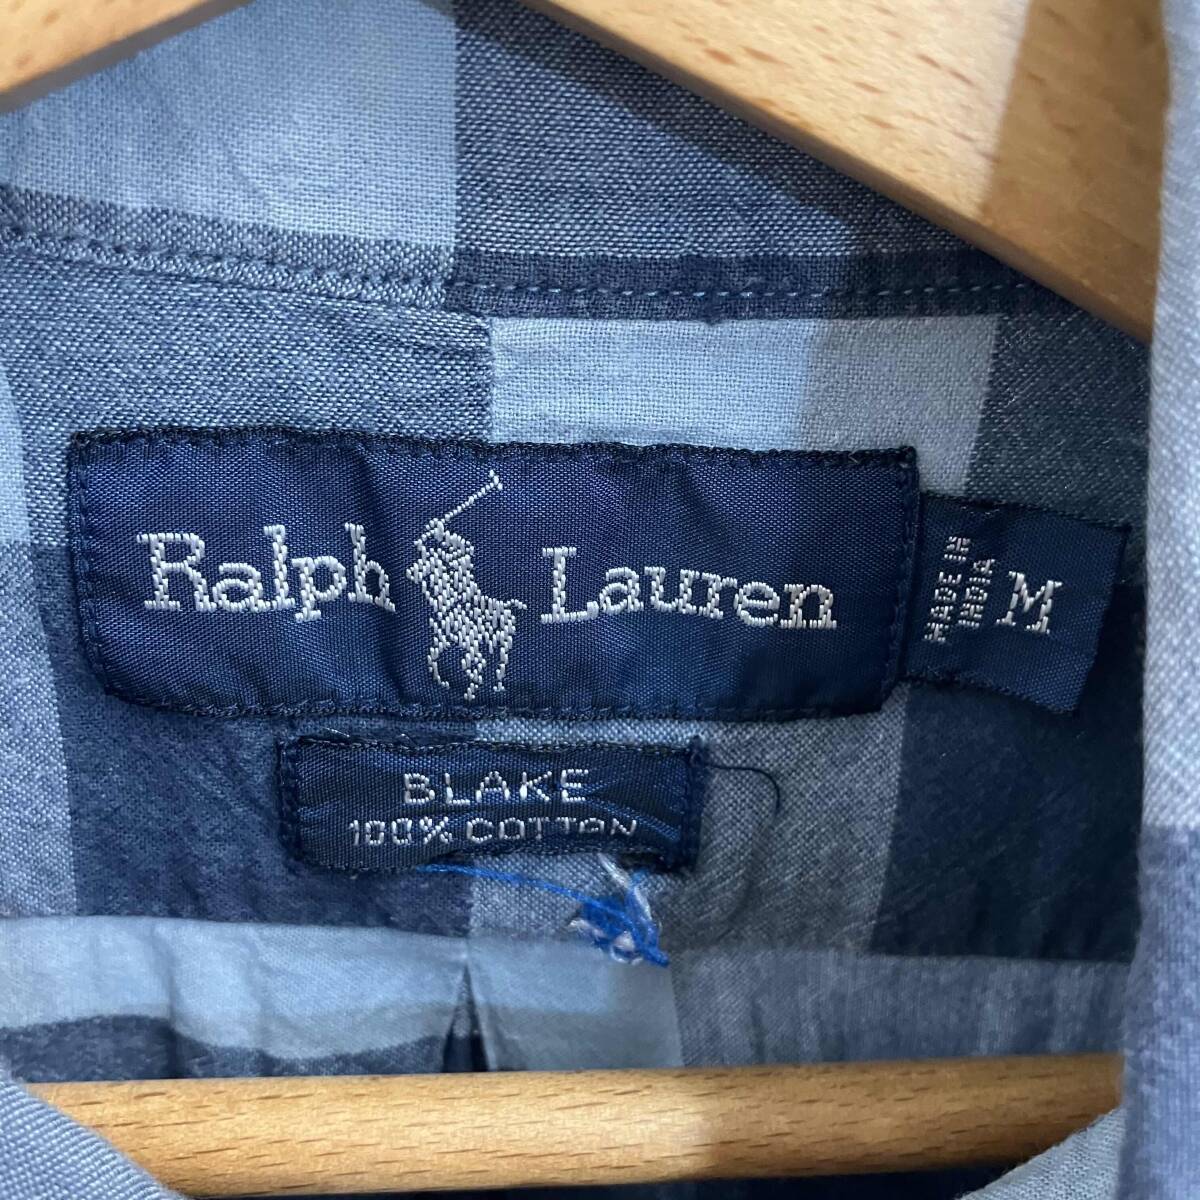 Ralph Lauren
MADE IN
INDIA
M
BLAKE
100% COTTON